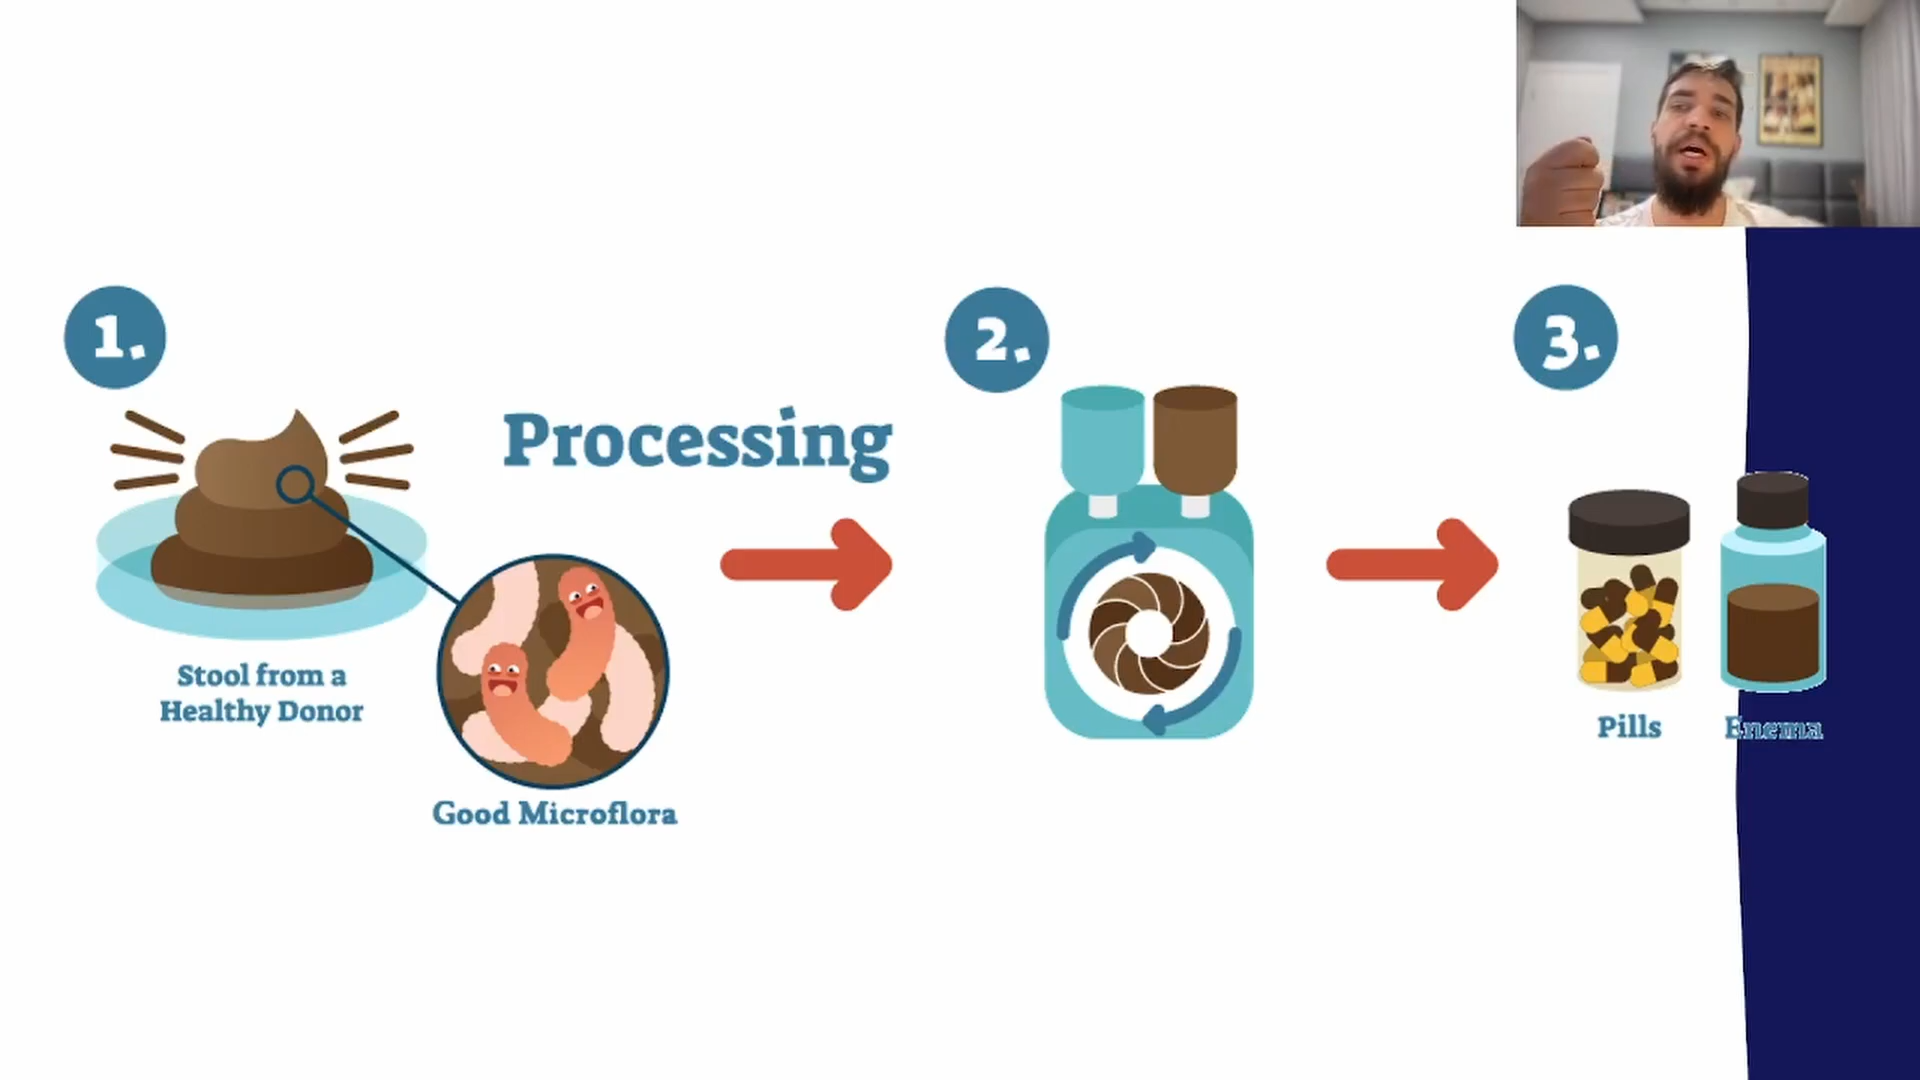 1.
Stool from a
Healthy Donor
Good Microflora
Processing
2.
3.
Pills
Enema